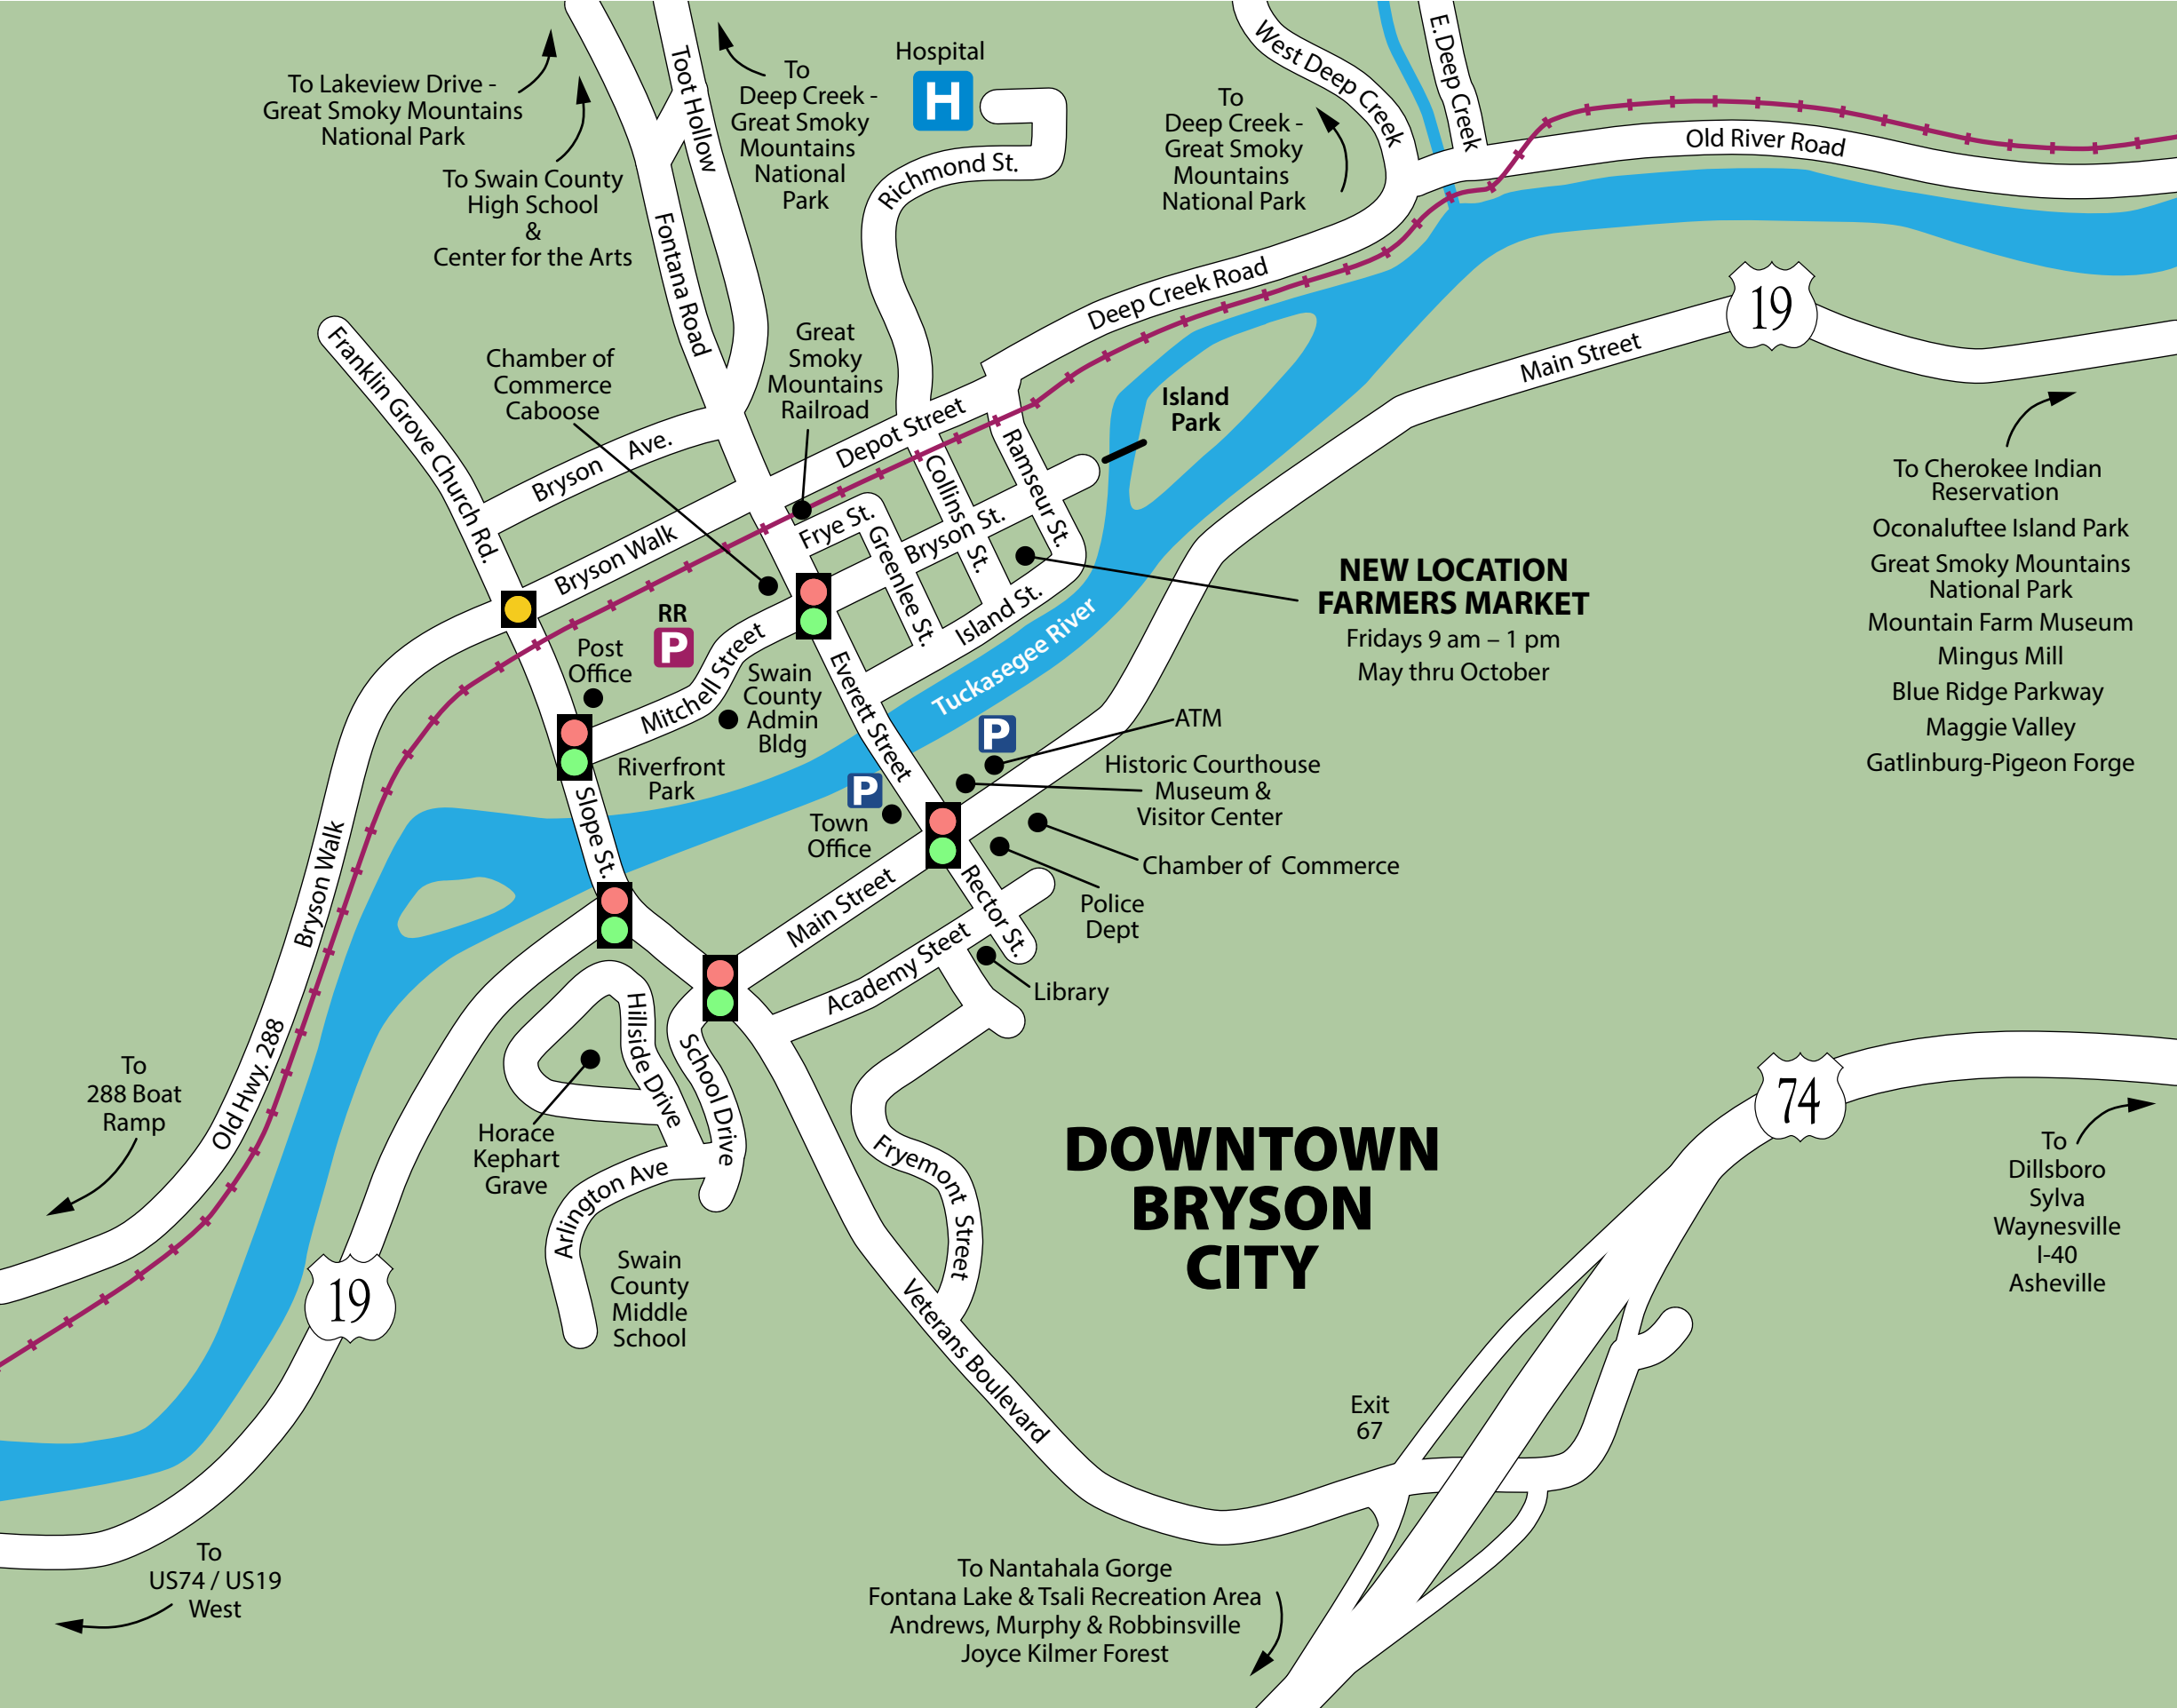 To Lakeview Drive -
Great Smoky Mountains
National Park
To Swain County
High School
&
Center for the Arts
Toot Hollow
Fontana Road
To
Deep Creek -
Great Smoky
Mountains
National
Park
Hospital
H
Richmond St.
To
Deep Creek -
Great Smoky
Mountains
National Park
West Deep Creek
E. Deep Creek
Old River Road
Deep Creek Road
19
Main Street
Franklin Grove Church Rd.
Chamber of
Commerce
Caboose
Great
Smoky
Mountains
Railroad
Bryson Ave.
Depot Street
Bryson Walk
Island
Park
Ramseur St.
Collins St.
Frye St.
Bryson St.
Greenlee St.
Island St.
NEW LOCATION
FARMERS MARKET
Fridays 9 am – 1 pm
May thru October
To Cherokee Indian
Reservation
Oconaluftee Island Park
Great Smoky Mountains
National Park
Mountain Farm Museum
Mingus Mill
Blue Ridge Parkway
Maggie Valley
Gatlinburg-Pigeon Forge
RR
P
Post
Office
Mitchell Street
Swain
County
Admin
Bldg
Everett Street
Tuckasegee River
Riverfront
Park
Slope St.
P
P
Town
Office
ATM
Historic Courthouse
Museum &
Visitor Center
Chamber of Commerce
Police
Dept
Main Street
Rector St.
Academy Steet
Library
Bryson Walk
Old Hwy. 288
To
288 Boat
Ramp
Hillside Drive
School Drive
Horace
Kephart
Grave
Arlington Ave
Swain
County
Middle
School
19
Fryemont Street
Veterans Boulevard
DOWNTOWN
BRYSON
CITY
74
To
Dillsboro
Sylva
Waynesville
I-40
Asheville
Exit
67
To
US74 / US19
West
To Nantahala Gorge
Fontana Lake & Tsali Recreation Area
Andrews, Murphy & Robbinsville
Joyce Kilmer Forest